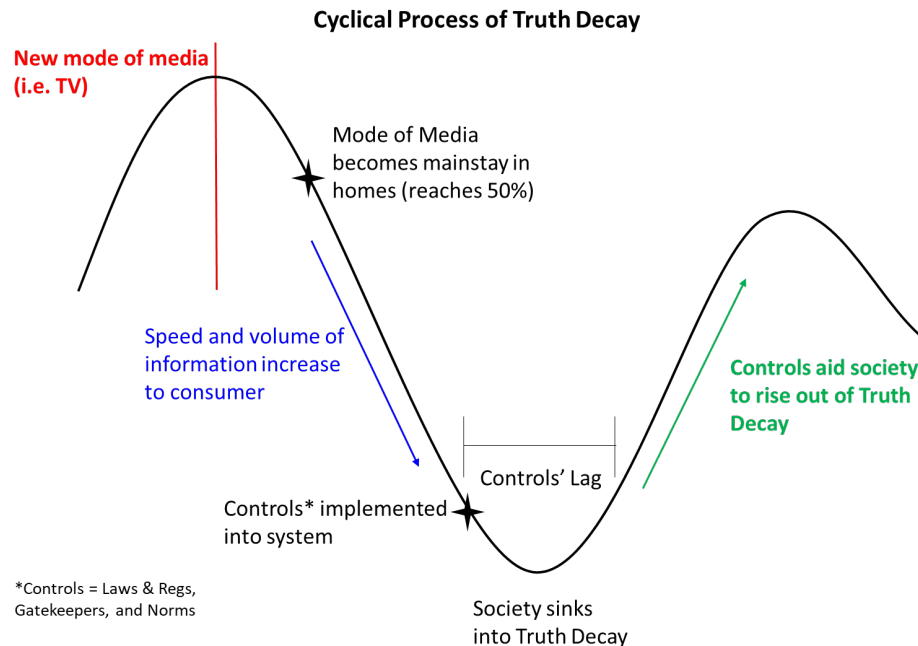 Cyclical Process of Truth Decay
New mode of media
(i.e. TV)
Mode of Media
becomes mainstay in
homes (reaches 50%)
Speed and volume of
information increase
to consumer
Controls aid society
to rise out of Truth
Decay
Controls’ Lag
Controls* implemented
into system
*Controls = Laws & Regs,
Gatekeepers, and Norms
Society sinks
into Truth Decay